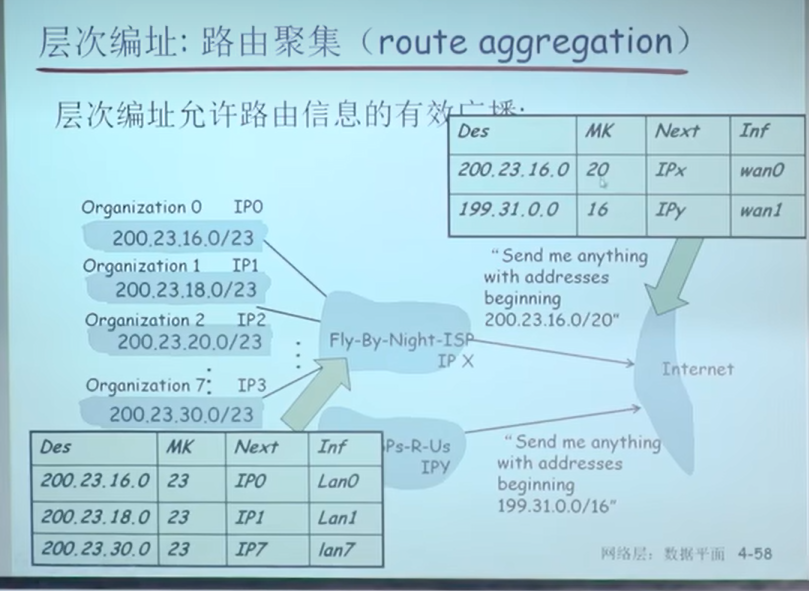 层次编址: 路由聚集（route aggregation）
层次编址允许路由信息的有效广播:
Des MK Next Inf
200.23.16.0 20 IPx wan0
199.31.0.0 16 IPy wan1
Organization 0 IP0
200.23.16.0/23
Organization 1 IP1
200.23.18.0/23
Organization 2 IP2
200.23.20.0/23
Organization 7 IP3
200.23.30.0/23
Fly-By-Night-ISP
IP X
Ps-R-Us
IPY
“Send me anything
with addresses
beginning
200.23.16.0/20”
Internet
“Send me anything
with addresses
beginning
199.31.0.0/16”
Des MK Next Inf
200.23.16.0 23 IP0 Lan0
200.23.18.0 23 IP1 Lan1
200.23.30.0 23 IP7 lan7
网络层：数据平面 4-58